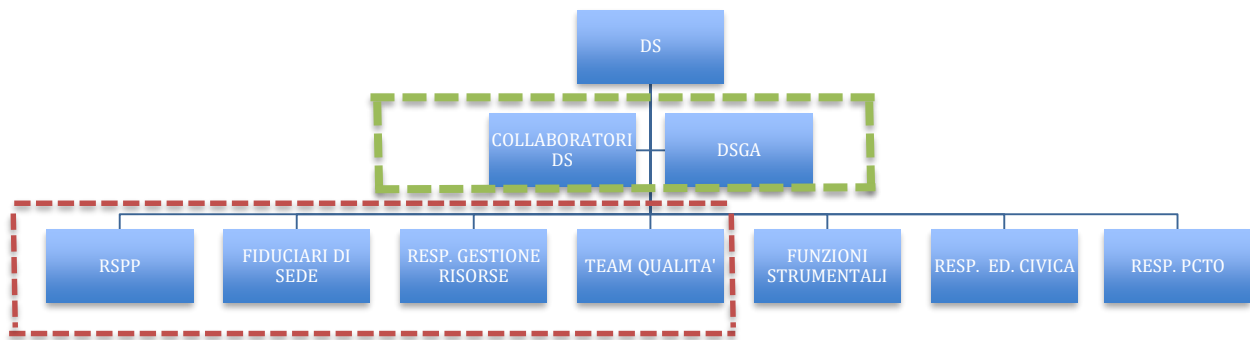 DS
COLLABORATORI
DS
DSGA
RSPP
FIDUCIARI DI
SEDE
RESP. GESTIONE
RISORSE
TEAM QUALITA'
FUNZIONI
STRUMENTALI
RESP. ED. CIVICA
RESP. PCTO